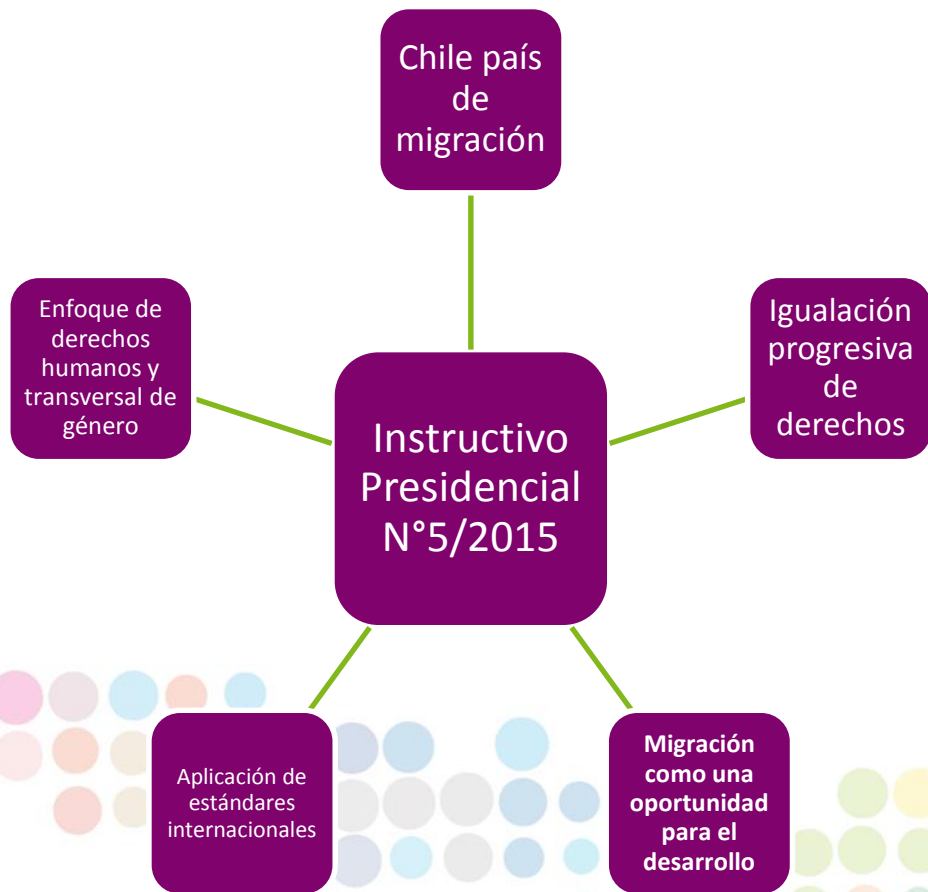 Chile país
de
migración
Enfoque de
derechos
humanos y
transversal de
género
Igualación
progresiva
de
derechos
Instructivo
Presidencial
N°5/2015
Aplicación de
estándares
internacionales
Migración
como una
oportunidad
para el
desarrollo